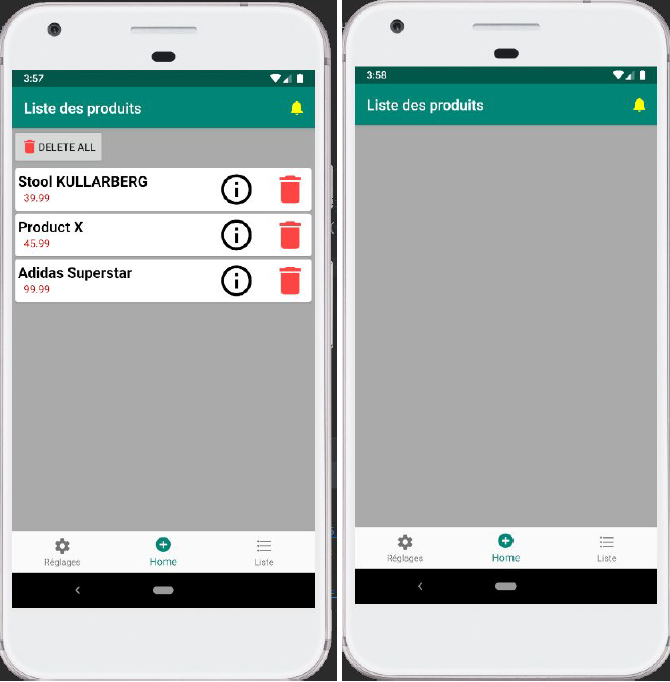 3:57
Liste des produits
DELETE ALL
Stool KULLARBERG
39.99
Product X
45.99
Adidas Superstar
99.99
Réglages
Home
Liste
3:58
Liste des produits
Réglages
Home
Liste